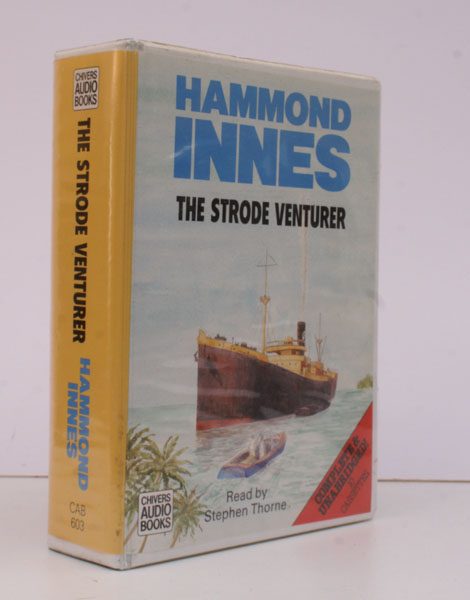 CHIVERS
AUDIO
BOOKS
THE STRODE VENTURER
HAMMOND
INNES
CAB
603
HAMMOND
INNES
THE STRODE VENTURER
COMPLETE &
UNABRIDGED!
CASSETTES
Read by
Stephen Thorne
CHIVERS
AUDIO
BOOKS